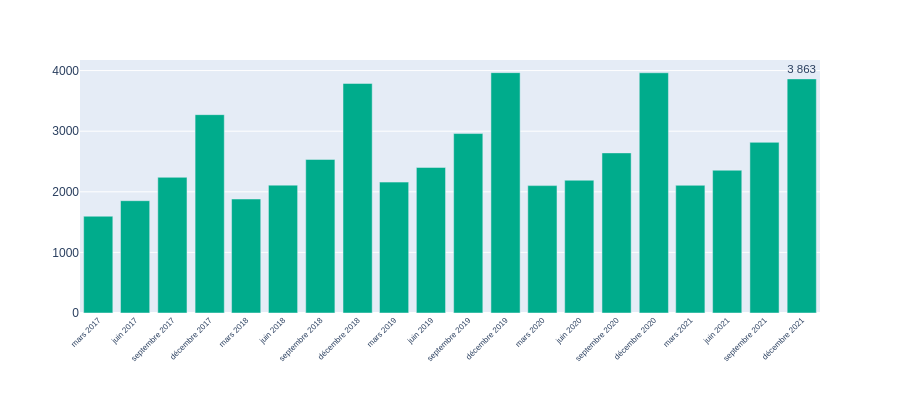 4000
3000
2000
1000
0
3 863
mars 2017
juin 2017
septembre 2017
décembre 2017
mars 2018
juin 2018
septembre 2018
décembre 2018
mars 2019
juin 2019
septembre 2019
décembre 2019
mars 2020
juin 2020
septembre 2020
décembre 2020
mars 2021
juin 2021
septembre 2021
décembre 2021